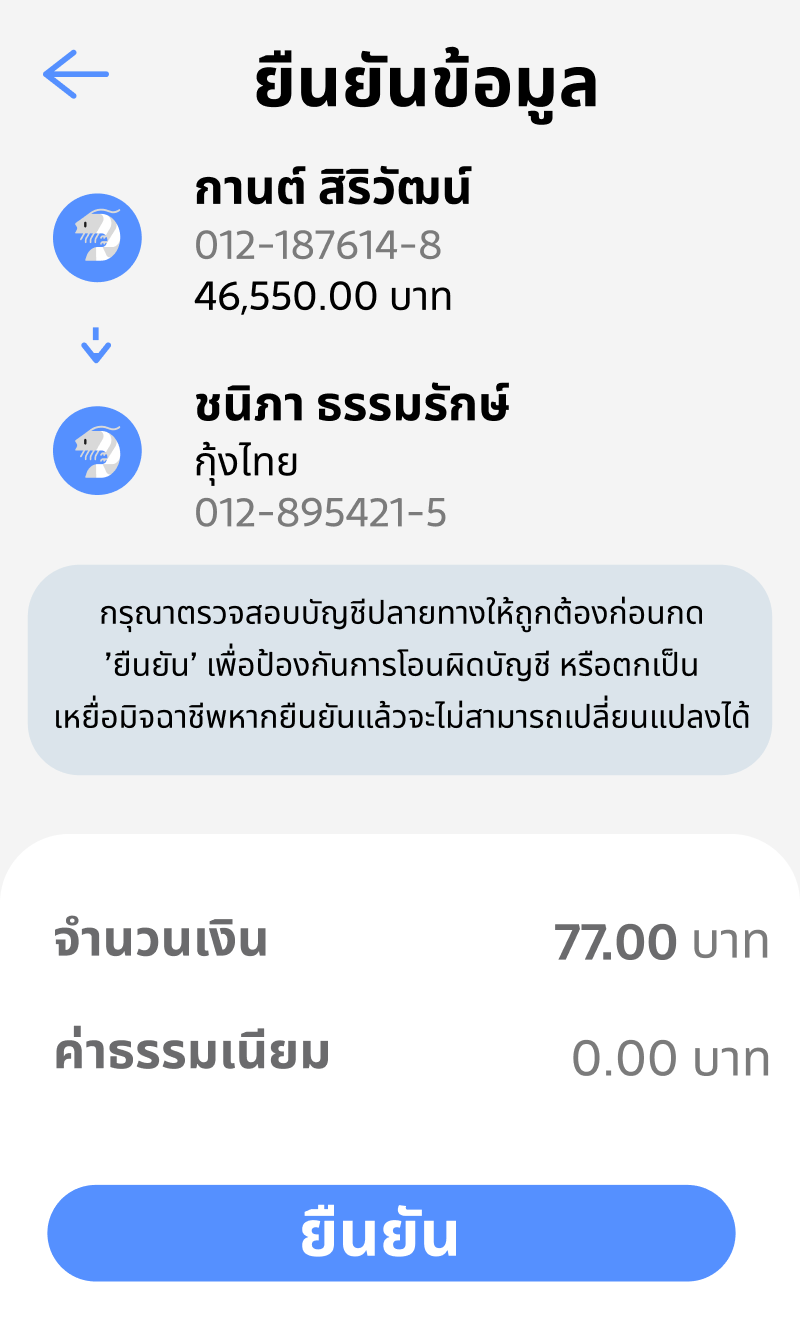 ยืนยันข้อมูล
กานต์ สิริวัฒน์
012-187614-8
46,550.00 บาท
ชนิภา ธรรมรักษ์
กุ้งไทย
012-895421-5
กรุณาตรวจสอบบัญชีปลายทางให้ถูกต้องก่อนกด
’ยืนยัน’ เพื่อป้องกันการโอนผิดบัญชี หรือตกเป็น
เหยื่อมิจฉาชีพหากยืนยันแล้วจะไม่สามารถเปลี่ยนแปลงได้
จำนวนเงิน 77.00 บาท
ค่าธรรมเนียม 0.00 บาท
ยืนยัน